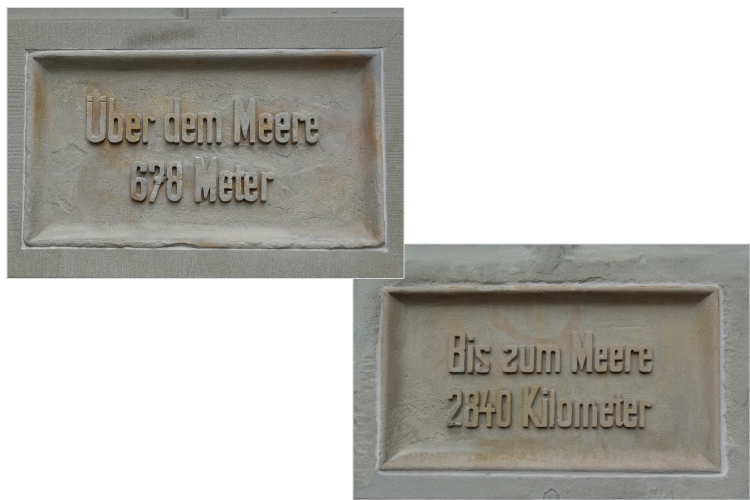 Über dem Meere
678 Meter
Bis zum Meere
2840 Kilometer